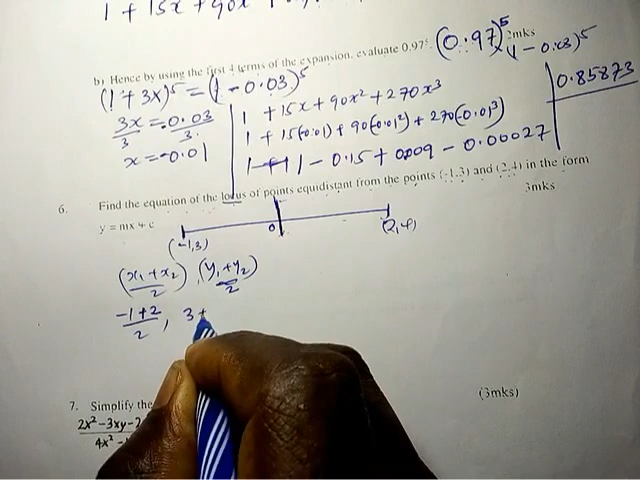 1 + 15x + 90x
b) Hence by using the first 4 terms of the expansion, evaluate 0.97⁵. (0.97)⁵ 2mks
(1 + 3x)⁵ = (1 - 0.03)⁵ (1 - 0.03)⁵
3x = -0.03
3 3
x = -0.01
1 + 15x + 90x² + 270x³
1 + 15(-0.01) + 90(-0.01²) + 270(-0.01³)
1 - 0.15 + 0.009 - 0.00027
0.85873
6. Find the equation of the locus of points equidistant from the points (-1,3) and (2,4) in the form
y = mx + c 3mks
(-1,3) 0 (2,4)
(x₁ + x₂)/2 , (y₁ + y₂)/2
-1 + 2/2 , 3 +
7. Simplify the (3mks)
2x² – 3xy – 2
4x² –